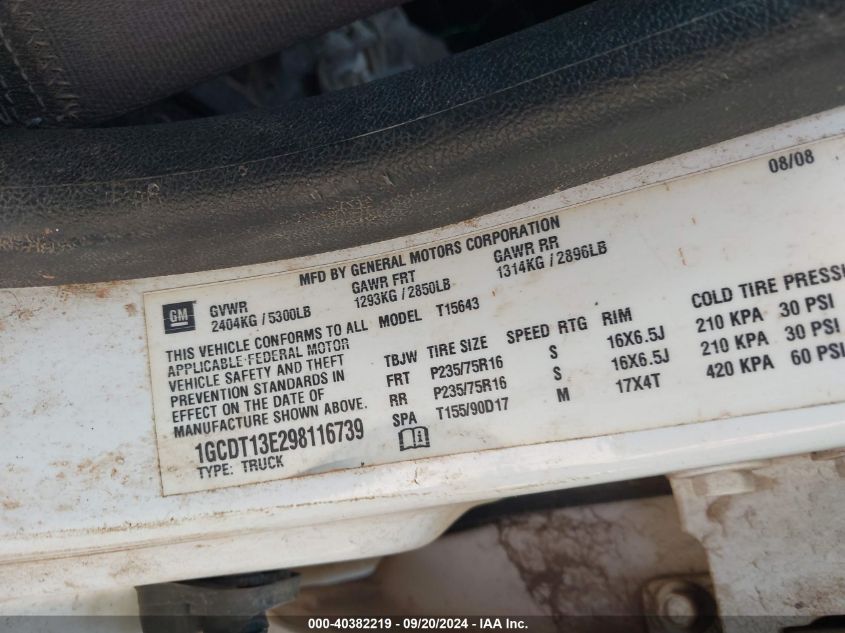 08/08
MFD BY GENERAL MOTORS CORPORATION
GM
GVWR GAWR FRT GAWR RR
2404KG / 5300LB 1293KG / 2850LB 1314KG / 2896LB
THIS VEHICLE CONFORMS TO ALL
APPLICABLE FEDERAL MOTOR
VEHICLE SAFETY AND THEFT
PREVENTION STANDARDS IN
EFFECT ON THE DATE OF
MANUFACTURE SHOWN ABOVE.
MODEL T15643
TBJW TIRE SIZE SPEED RTG RIM COLD TIRE PRESS
FRT P235/75R16 S 16X6.5J 210 KPA 30 PSI
RR P235/75R16 S 16X6.5J 210 KPA 30 PSI
SPA T155/90D17 M 17X4T 420 KPA 60 PSI
1GCDT13E298116739
TYPE: TRUCK
000-40382219 - 09/20/2024 - IAA Inc.